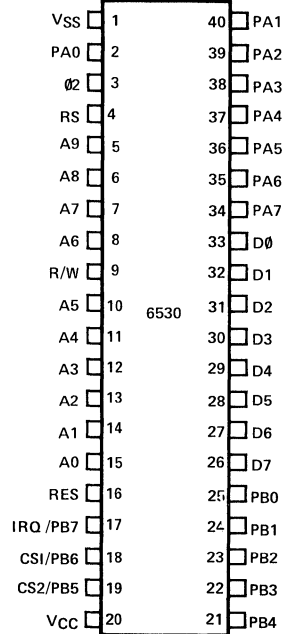 VSS 1 40 PA1
PA0 2 39 PA2
Ø2 3 38 PA3
RS 4 37 PA4
A9 5 36 PA5
A8 6 35 PA6
A7 7 34 PA7
A6 8 33 DØ
R/W 9 32 D1
A5 10 31 D2
6530
A4 11 30 D3
A3 12 29 D4
A2 13 28 D5
A1 14 27 D6
A0 15 26 D7
RES 16 25 PB0
IRQ /PB7 17 24 PB1
CSI/PB6 18 23 PB2
CS2/PB5 19 22 PB3
VCC 20 21 PB4